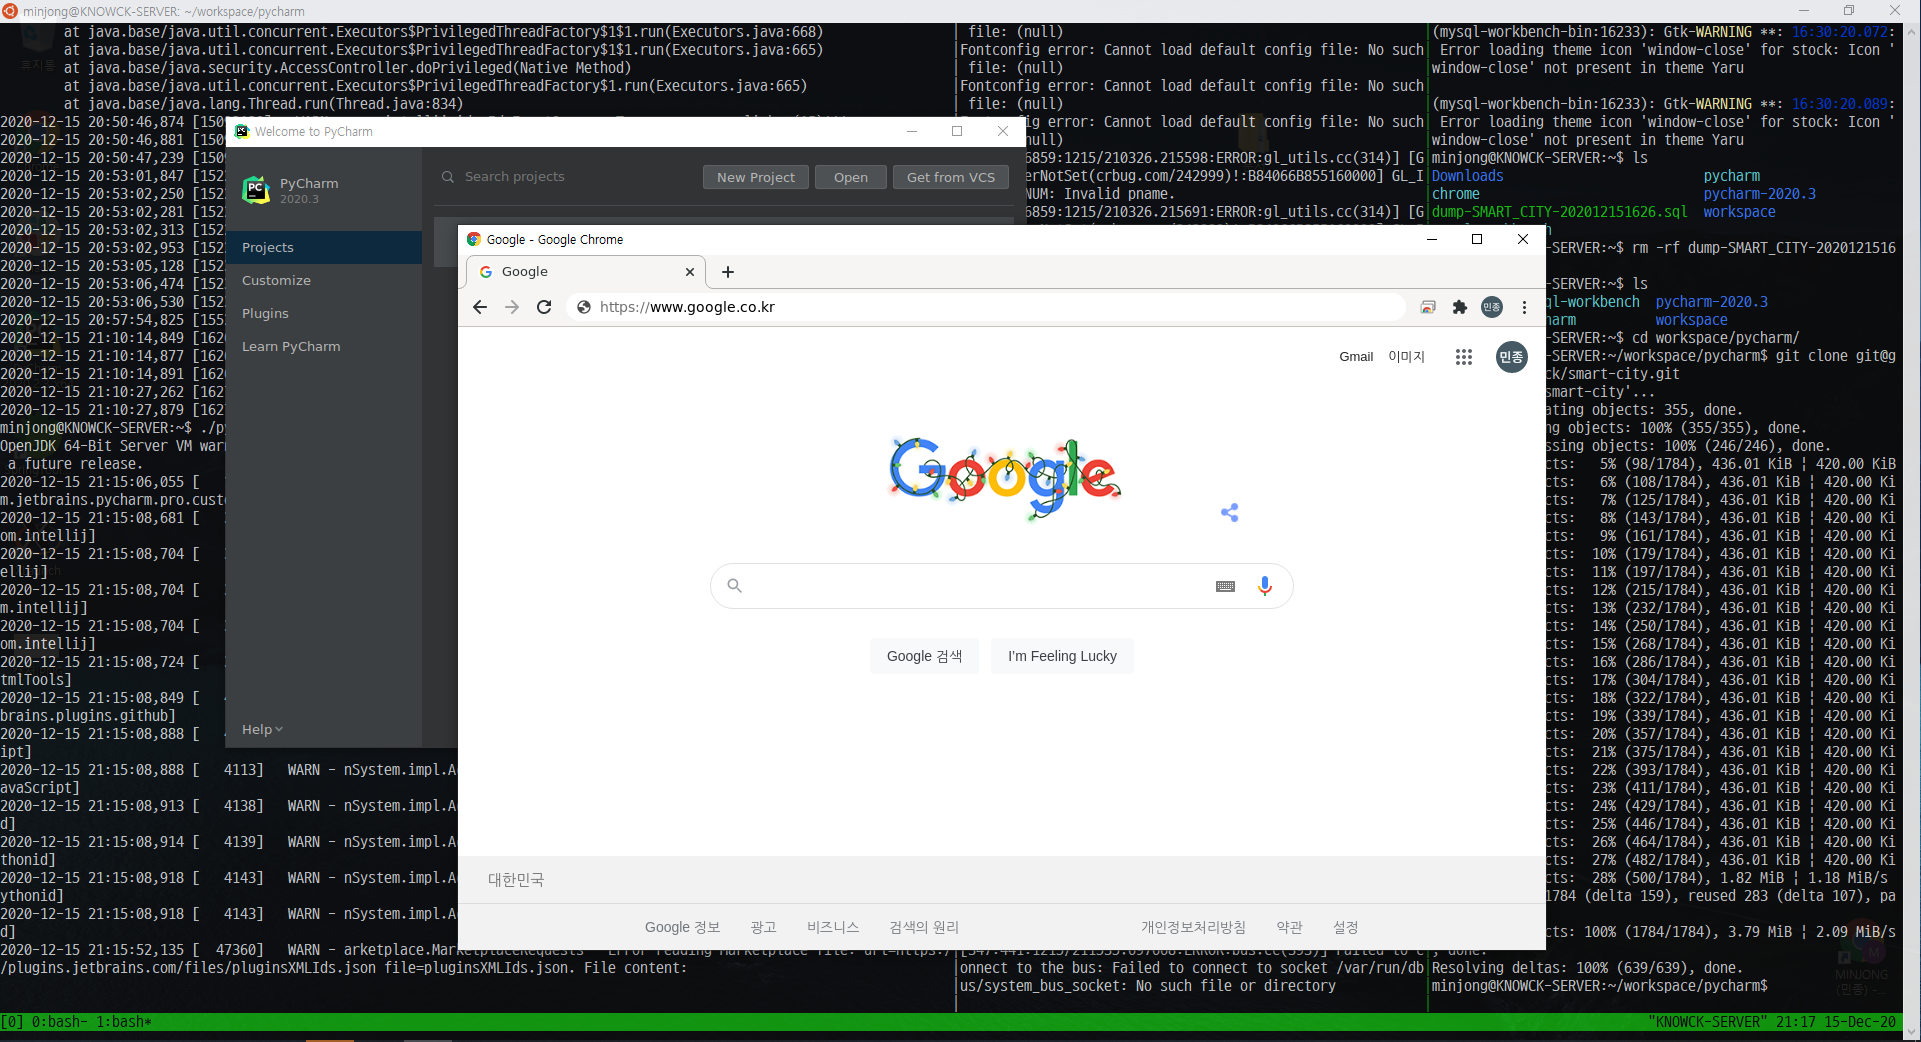 minjong@KNOWCK-SERVER: ~/workspace/pycharm
at java.base/java.util.concurrent.Executors$PrivilegedThreadFactory$1$1.run(Executors.java:668)
at java.base/java.util.concurrent.Executors$PrivilegedThreadFactory$1$1.run(Executors.java:665)
at java.base/java.security.AccessController.doPrivileged(Native Method)
at java.base/java.util.concurrent.Executors$PrivilegedThreadFactory$1.run(Executors.java:665)
at java.base/java.lang.Thread.run(Thread.java:834)
2020-12-15 20:50:46,874 [150
2020-12-15 20:50:46,881 [150
2020-12-15 20:50:47,239 [150
2020-12-15 20:53:01,847 [152
2020-12-15 20:53:02,250 [152
2020-12-15 20:53:02,281 [152
2020-12-15 20:53:02,313 [152
2020-12-15 20:53:02,953 [152
2020-12-15 20:53:05,128 [152
2020-12-15 20:53:06,474 [152
2020-12-15 20:53:06,530 [152
2020-12-15 20:57:54,825 [155
2020-12-15 21:10:14,849 [162
2020-12-15 21:10:14,877 [162
2020-12-15 21:10:14,891 [162
2020-12-15 21:10:27,262 [162
2020-12-15 21:10:27,879 [162
minjong@KNOWCK-SERVER:~$ ./py
OpenJDK 64-Bit Server VM war
a future release.
2020-12-15 21:15:06,055 [
m.jetbrains.pycharm.pro.custo
2020-12-15 21:15:08,681 [
om.intellij]
2020-12-15 21:15:08,704 [
ellij]
2020-12-15 21:15:08,704 [
m.intellij]
2020-12-15 21:15:08,704 [
om.intellij]
2020-12-15 21:15:08,724 [
tmlTools]
2020-12-15 21:15:08,849 [
brains.plugins.github]
2020-12-15 21:15:08,888 [
ipt]
2020-12-15 21:15:08,888 [ 4113] WARN - nSystem.impl.A
avaScript]
2020-12-15 21:15:08,913 [ 4138] WARN - nSystem.impl.A
d]
2020-12-15 21:15:08,914 [ 4139] WARN - nSystem.impl.A
thonid]
2020-12-15 21:15:08,918 [ 4143] WARN - nSystem.impl.A
ythonid]
2020-12-15 21:15:08,918 [ 4143] WARN - nSystem.impl.A
d]
2020-12-15 21:15:52,135 [ 47360] WARN - arketplace.MarketplaceRequests - Error reading Marketplace file: url=https:/
/plugins.jetbrains.com/files/pluginsXMLIds.json file=pluginsXMLIds.json. File content:
file: (null)
Fontconfig error: Cannot load default config file: No such
file: (null)
Fontconfig error: Cannot load default config file: No such
file: (null)
Fontconfig error: Cannot load default config file: No such
null)
6859:1215/210326.215598:ERROR:gl_utils.cc(314)] [G
erNotSet(crbug.com/242999)!:B84066B855160000] GL_I
NUM: Invalid pname.
6859:1215/210326.215691:ERROR:gl_utils.cc(314)] [G
onnect to the bus: Failed to connect to socket /var/run/db
us/system_bus_socket: No such file or directory
(mysql-workbench-bin:16233): Gtk-WARNING **: 16:30:20.072:
Error loading theme icon 'window-close' for stock: Icon '
window-close' not present in theme Yaru
(mysql-workbench-bin:16233): Gtk-WARNING **: 16:30:20.089:
Error loading theme icon 'window-close' for stock: Icon '
window-close' not present in theme Yaru
minjong@KNOWCK-SERVER:~$ ls
Downloads pycharm
chrome pycharm-2020.3
dump-SMART_CITY-202012151626.sql workspace
h
-SERVER:~$ rm -rf dump-SMART_CITY-2020121516
-SERVER:~$ ls
ql-workbench pycharm-2020.3
arm workspace
-SERVER:~$ cd workspace/pycharm/
-SERVER:~/workspace/pycharm$ git clone git@g
ck/smart-city.git
smart-city'...
ating objects: 355, done.
ng objects: 100% (355/355), done.
ssing objects: 100% (246/246), done.
cts: 5% (98/1784), 436.01 KiB ¦ 420.00 KiB
cts: 6% (108/1784), 436.01 KiB ¦ 420.00 Ki
cts: 7% (125/1784), 436.01 KiB ¦ 420.00 Ki
cts: 8% (143/1784), 436.01 KiB ¦ 420.00 Ki
cts: 9% (161/1784), 436.01 KiB ¦ 420.00 Ki
cts: 10% (179/1784), 436.01 KiB ¦ 420.00 Ki
cts: 11% (197/1784), 436.01 KiB ¦ 420.00 Ki
cts: 12% (215/1784), 436.01 KiB ¦ 420.00 Ki
cts: 13% (232/1784), 436.01 KiB ¦ 420.00 Ki
cts: 14% (250/1784), 436.01 KiB ¦ 420.00 Ki
cts: 15% (268/1784), 436.01 KiB ¦ 420.00 Ki
cts: 16% (286/1784), 436.01 KiB ¦ 420.00 Ki
cts: 17% (304/1784), 436.01 KiB ¦ 420.00 Ki
cts: 18% (322/1784), 436.01 KiB ¦ 420.00 Ki
cts: 19% (339/1784), 436.01 KiB ¦ 420.00 Ki
cts: 20% (357/1784), 436.01 KiB ¦ 420.00 Ki
cts: 21% (375/1784), 436.01 KiB ¦ 420.00 Ki
cts: 22% (393/1784), 436.01 KiB ¦ 420.00 Ki
cts: 23% (411/1784), 436.01 KiB ¦ 420.00 Ki
cts: 24% (429/1784), 436.01 KiB ¦ 420.00 Ki
cts: 25% (446/1784), 436.01 KiB ¦ 420.00 Ki
cts: 26% (464/1784), 436.01 KiB ¦ 420.00 Ki
cts: 27% (482/1784), 436.01 KiB ¦ 420.00 Ki
cts: 28% (500/1784), 1.82 MiB ¦ 1.18 MiB/s
1784 (delta 159), reused 283 (delta 107), pa
cts: 100% (1784/1784), 3.79 MiB ¦ 2.09 MiB/s
, done.
Resolving deltas: 100% (639/639), done.
minjong@KNOWCK-SERVER:~/workspace/pycharm$
Welcome to PyCharm
PC
PyCharm
2020.3
Search projects
New Project
Open
Get from VCS
Projects
Customize
Plugins
Learn PyCharm
Help
Google - Google Chrome
Google
https://www.google.co.kr
민종
Gmail 이미지
민종
Google
Google 검색
I'm Feeling Lucky
대한민국
Google 정보 광고 비즈니스 검색의 원리 개인정보처리방침 약관 설정
휴지통
MINJONG
(민종) -...
[0] 0:bash- 1:bash*
"KNOWCK-SERVER" 21:17 15-Dec-20